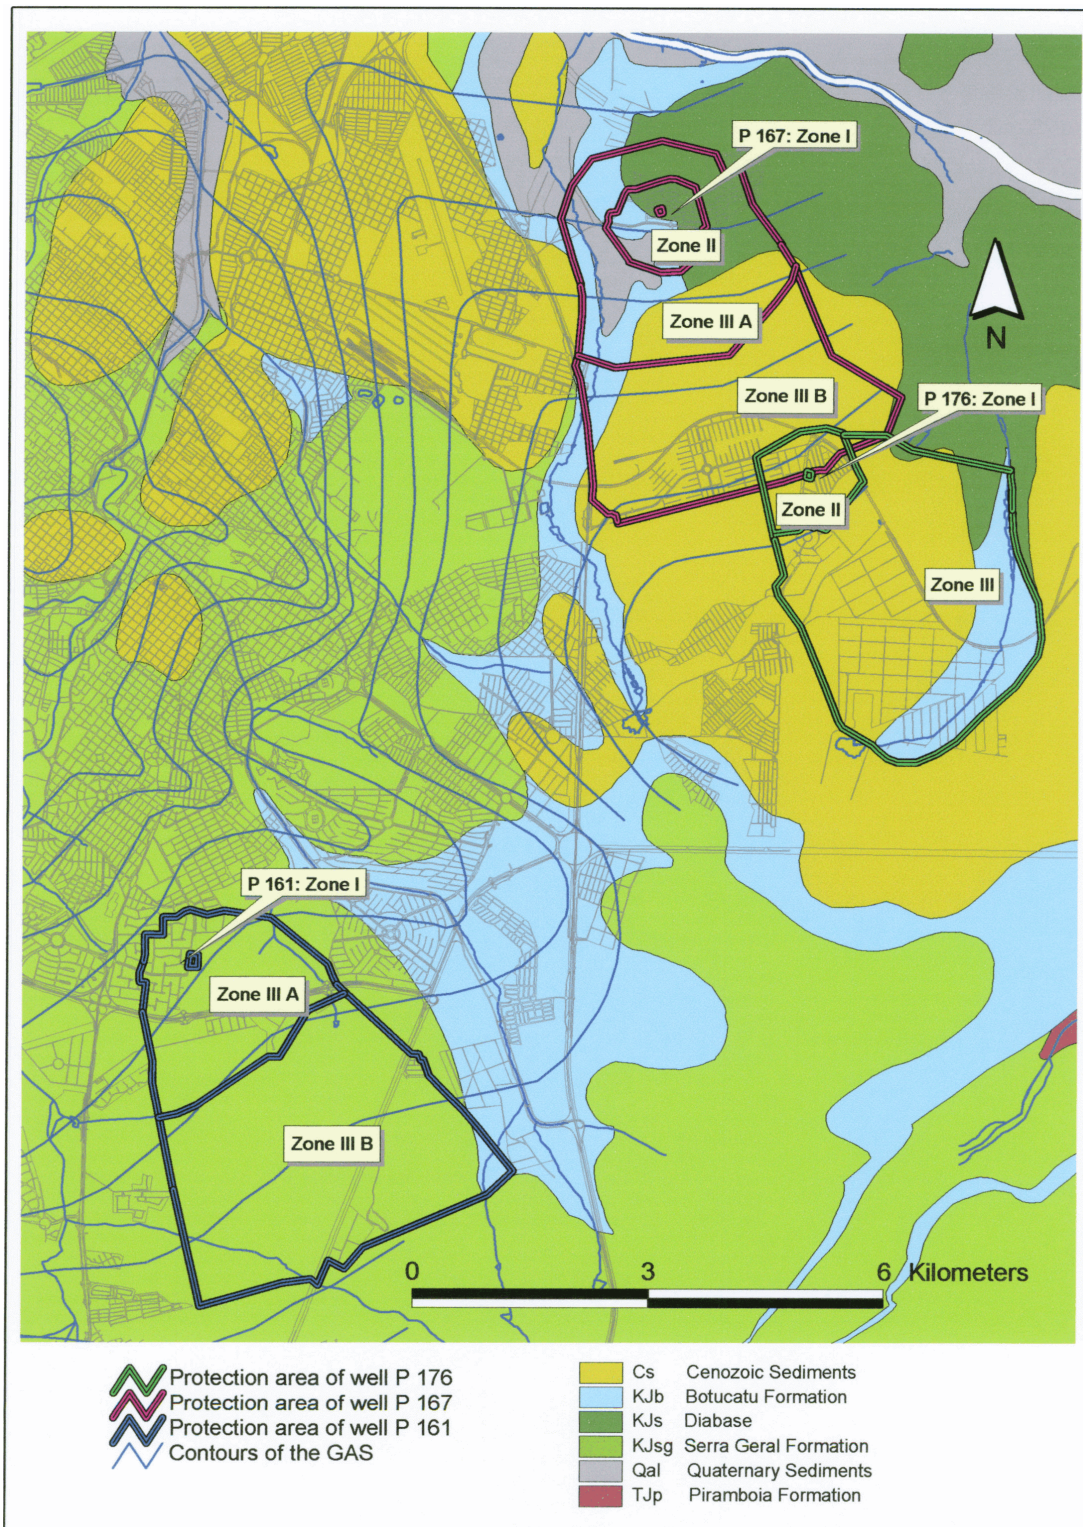 P 167: Zone I
Zone II
N
Zone III A
Zone III B
P 176: Zone I
Zone II
Zone III
P 161: Zone I
Zone III A
Zone III B
0 3 6 Kilometers
Protection area of well P 176
Protection area of well P 167
Protection area of well P 161
Contours of the GAS
Cs Cenozoic Sediments
KJb Botucatu Formation
KJs Diabase
KJsg Serra Geral Formation
Qal Quaternary Sediments
TJp Piramboia Formation